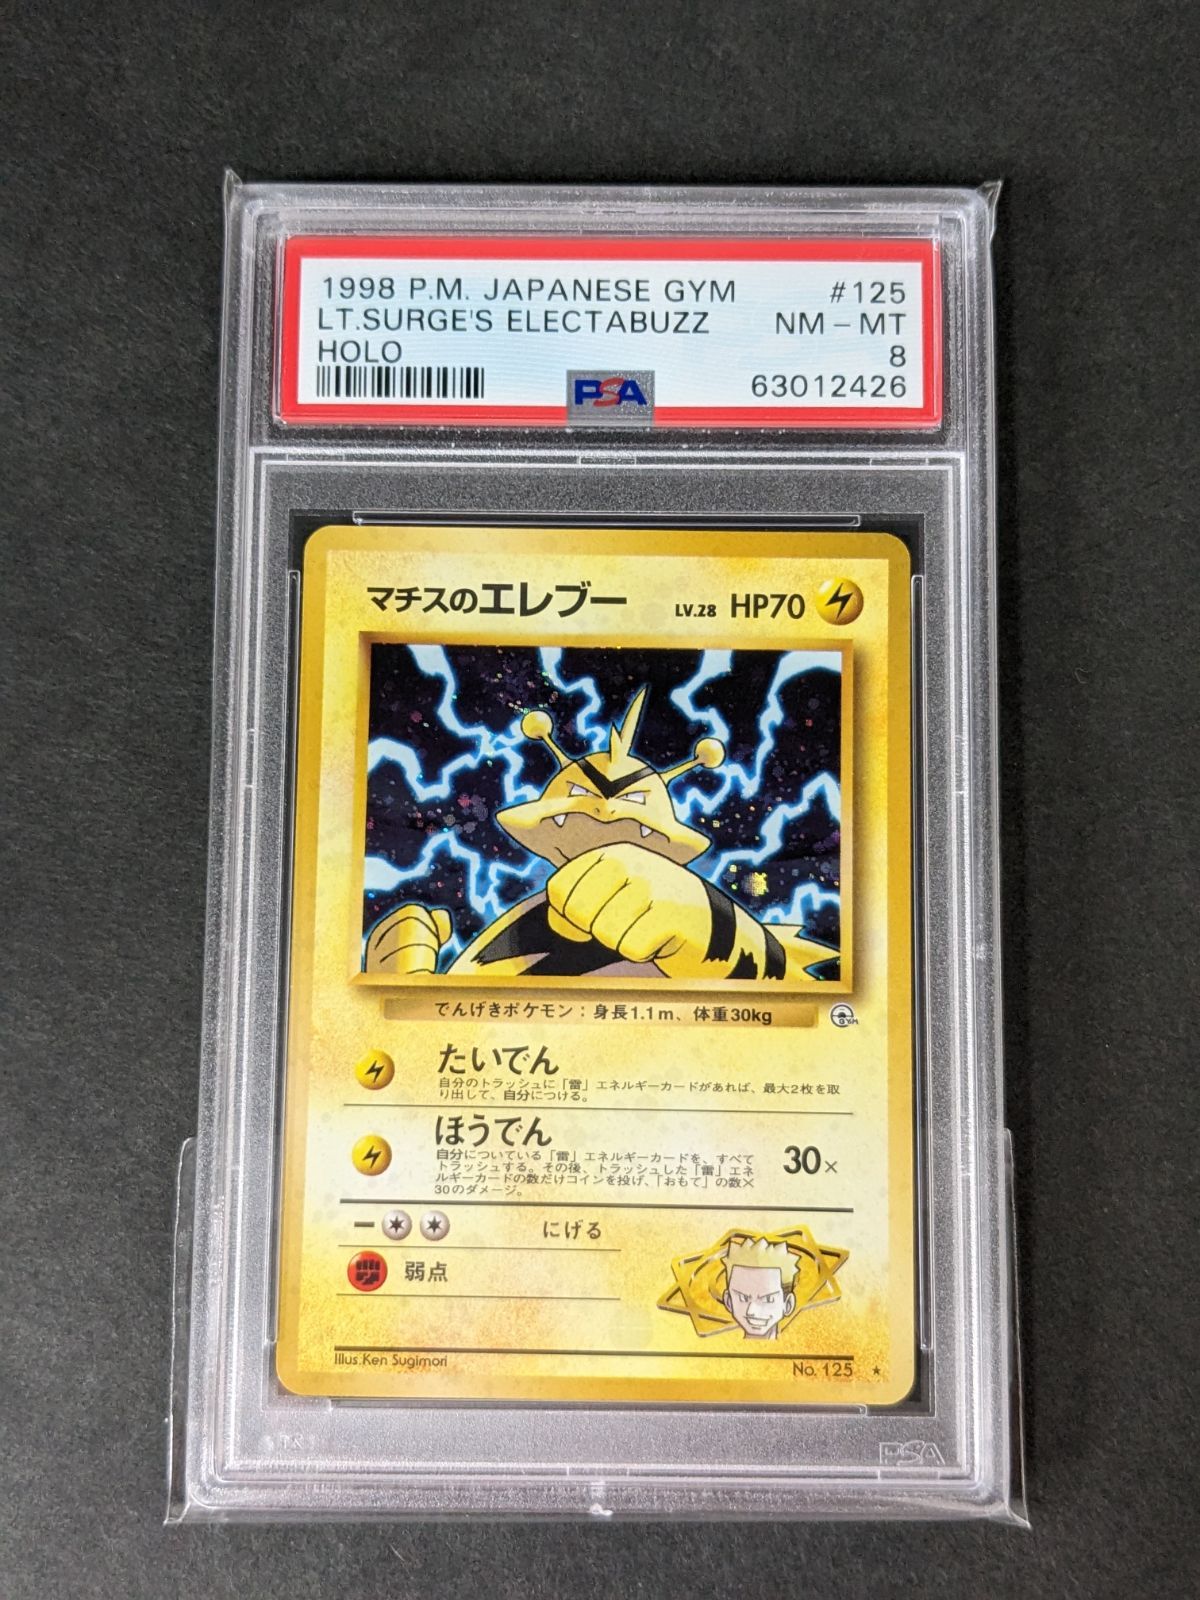 1998 P.M. JAPANESE GYM #125
LT.SURGE'S ELECTABUZZ NM - MT
HOLO 8
PSA 63012426
マチスのエレブー LV.28 HP70
でんげきポケモン：身長1.1m、体重30kg
GYM
たいでん
自分のトラッシュに「雷」エネルギーカードがあれば、最大2枚を取
り出して、自分につける。
ほうでん
自分についている「雷」エネルギーカードを、すべて
トラッシュする。その後、トラッシュした「雷」エネ
ルギーカードの数だけコインを投げ、「おもて」の数×
30のダメージ。
30×
にげる
弱点
Illus.Ken Sugimori No. 125 ★
PSA